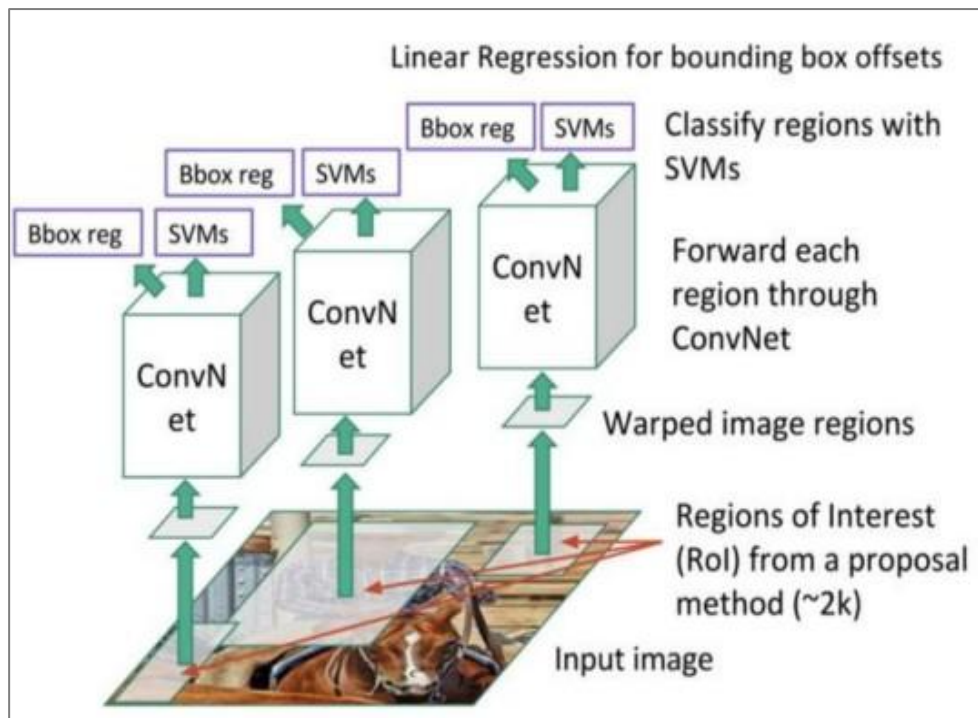 Linear Regression for bounding box offsets
Bbox reg
SVMs
Classify regions with
SVMs
Bbox reg
SVMs
Bbox reg
SVMs
ConvN
et
Forward each
region through
ConvNet
ConvN
et
ConvN
et
Warped image regions
Regions of Interest
(RoI) from a proposal
method (~2k)
Input image